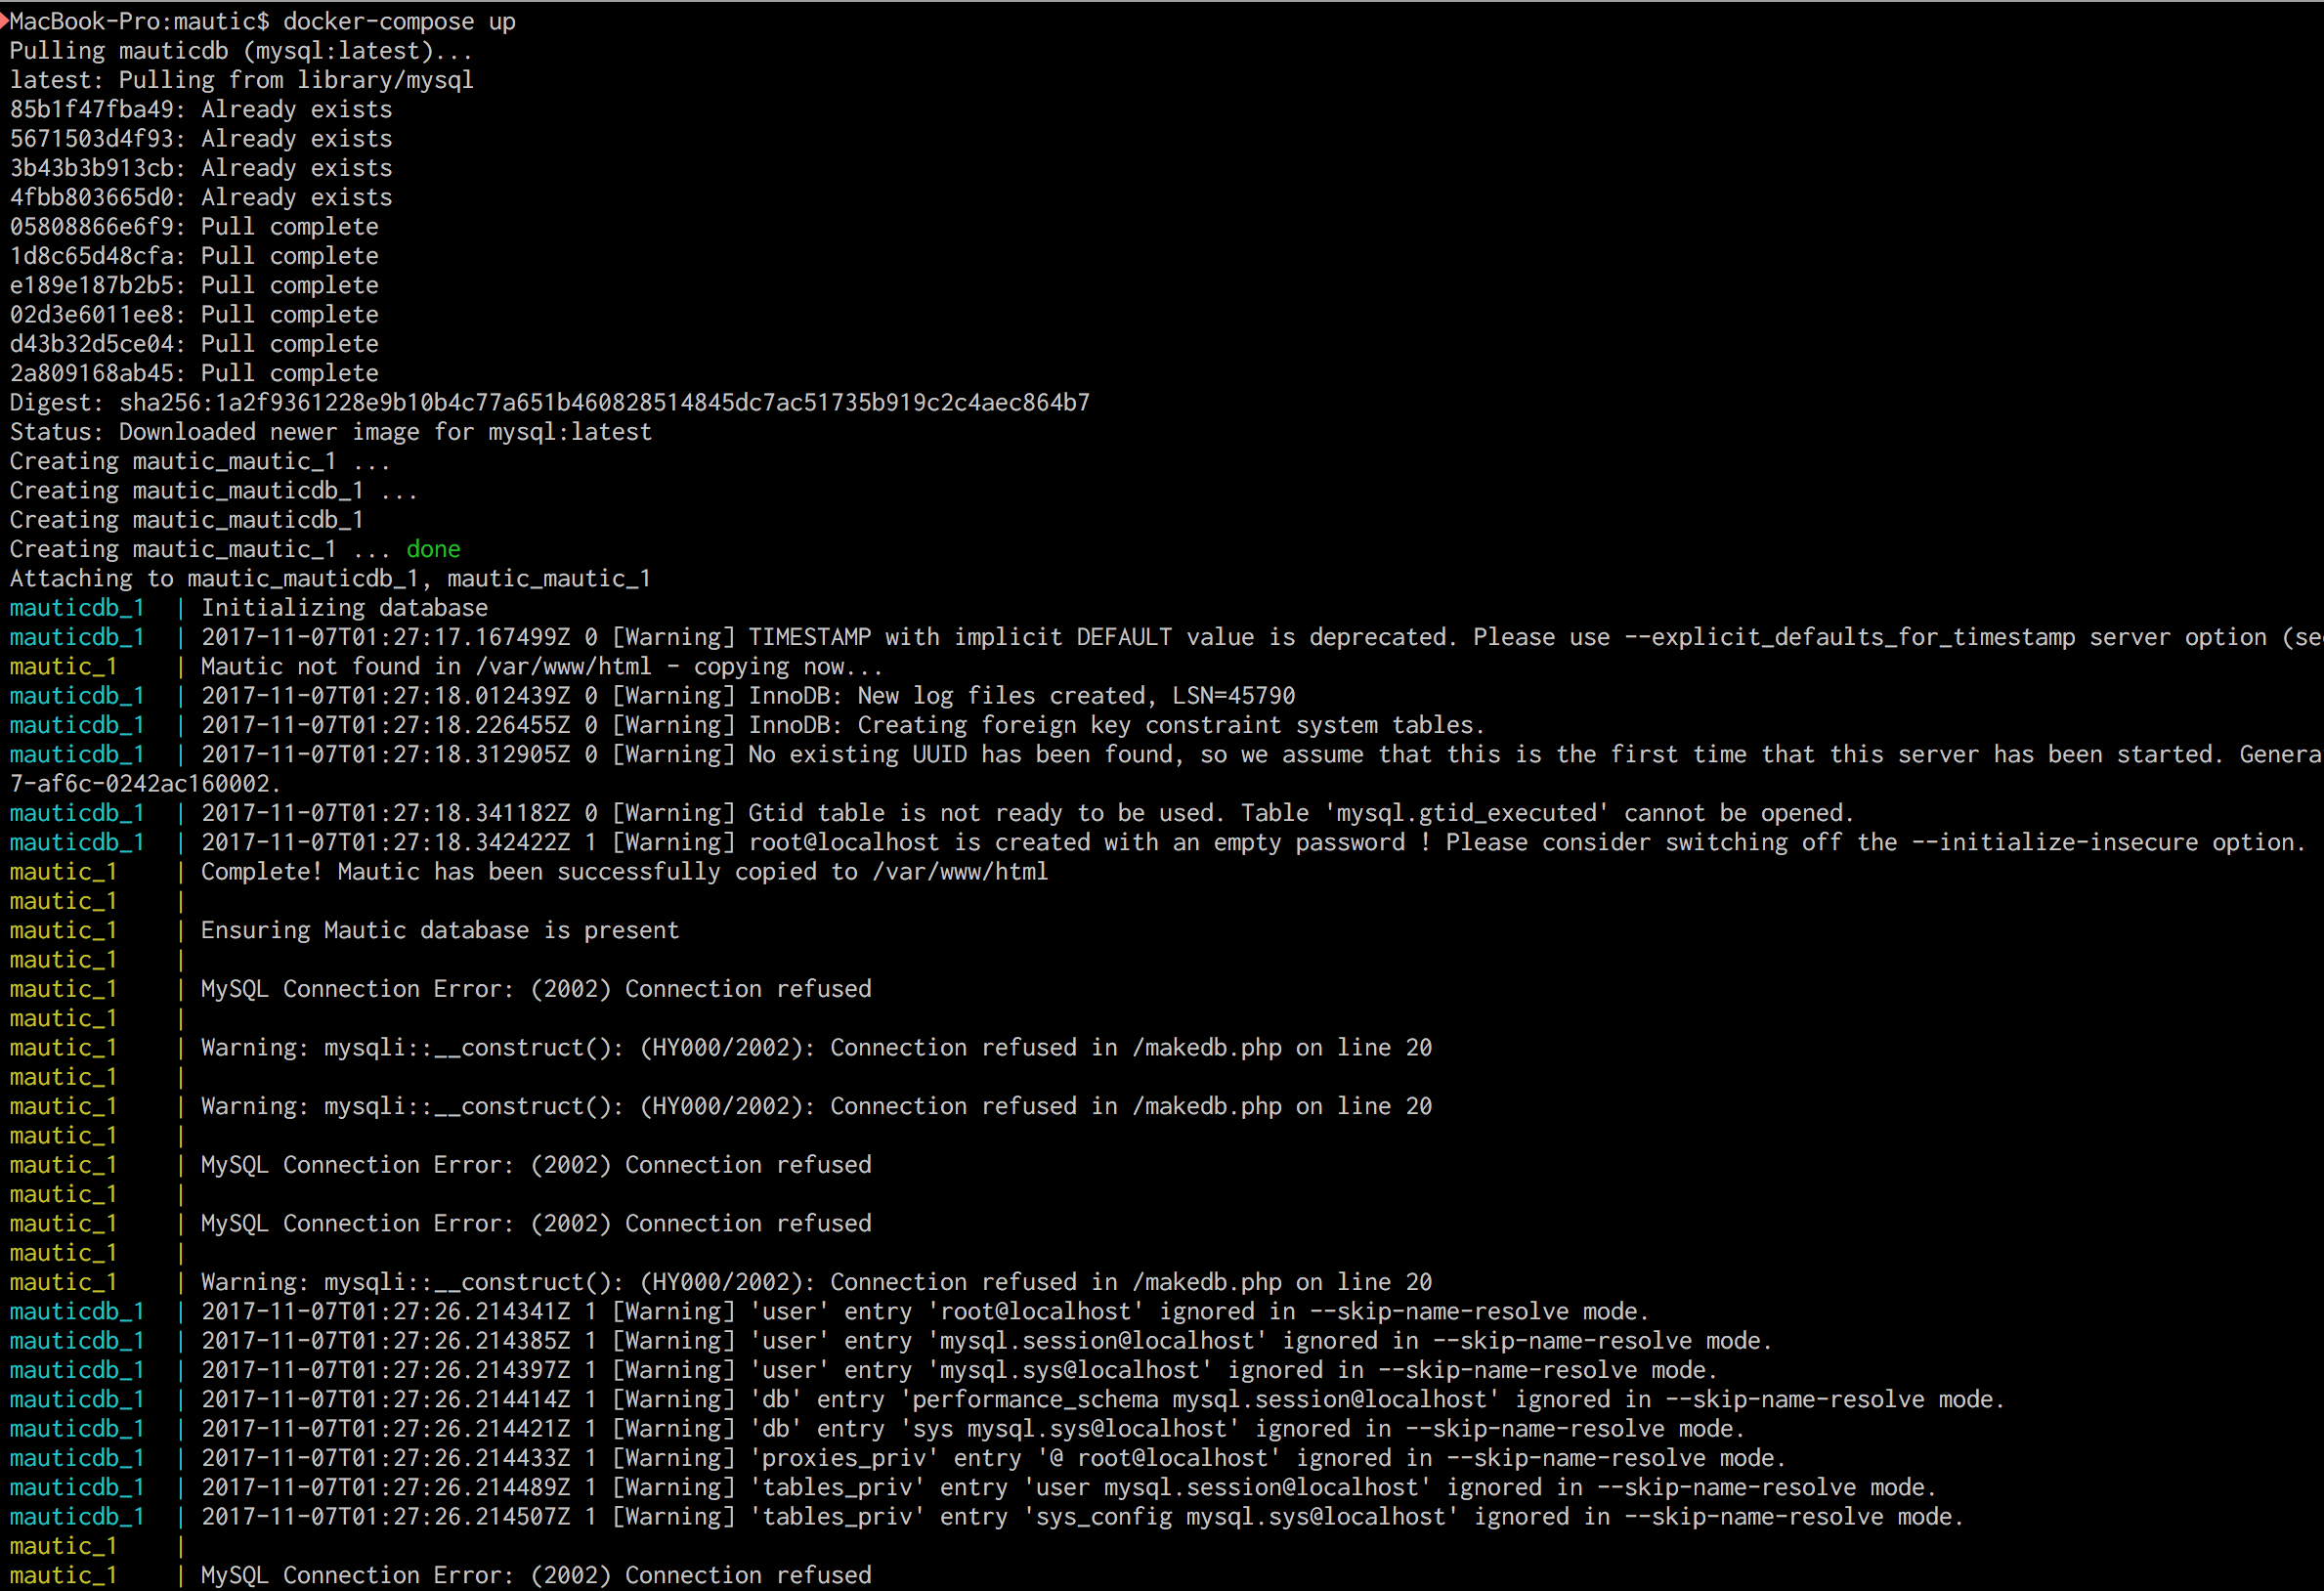 MacBook-Pro:mautic$ docker-compose up
Pulling mauticdb (mysql:latest)...
latest: Pulling from library/mysql
85b1f47fba49: Already exists
5671503d4f93: Already exists
3b43b3b913cb: Already exists
4fbb803665d0: Already exists
05808866e6f9: Pull complete
1d8c65d48cfa: Pull complete
e189e187b2b5: Pull complete
02d3e6011ee8: Pull complete
d43b32d5ce04: Pull complete
2a809168ab45: Pull complete
Digest: sha256:1a2f9361228e9b10b4c77a651b460828514845dc7ac51735b919c2c4aec864b7
Status: Downloaded newer image for mysql:latest
Creating mautic_mautic_1 ...
Creating mautic_mauticdb_1 ...
Creating mautic_mauticdb_1
Creating mautic_mautic_1 ... done
Attaching to mautic_mauticdb_1, mautic_mautic_1
mauticdb_1  | Initializing database
mauticdb_1  | 2017-11-07T01:27:17.167499Z 0 [Warning] TIMESTAMP with implicit DEFAULT value is deprecated. Please use --explicit_defaults_for_timestamp server option (se
mautic_1    | Mautic not found in /var/www/html - copying now...
mauticdb_1  | 2017-11-07T01:27:18.012439Z 0 [Warning] InnoDB: New log files created, LSN=45790
mauticdb_1  | 2017-11-07T01:27:18.226455Z 0 [Warning] InnoDB: Creating foreign key constraint system tables.
mauticdb_1  | 2017-11-07T01:27:18.312905Z 0 [Warning] No existing UUID has been found, so we assume that this is the first time that this server has been started. Genera
7-af6c-0242ac160002.
mauticdb_1  | 2017-11-07T01:27:18.341182Z 0 [Warning] Gtid table is not ready to be used. Table 'mysql.gtid_executed' cannot be opened.
mauticdb_1  | 2017-11-07T01:27:18.342422Z 1 [Warning] root@localhost is created with an empty password ! Please consider switching off the --initialize-insecure option.
mautic_1    | Complete! Mautic has been successfully copied to /var/www/html
mautic_1    |
mautic_1    | Ensuring Mautic database is present
mautic_1    |
mautic_1    | MySQL Connection Error: (2002) Connection refused
mautic_1    |
mautic_1    | Warning: mysqli::__construct(): (HY000/2002): Connection refused in /makedb.php on line 20
mautic_1    |
mautic_1    | Warning: mysqli::__construct(): (HY000/2002): Connection refused in /makedb.php on line 20
mautic_1    |
mautic_1    | MySQL Connection Error: (2002) Connection refused
mautic_1    |
mautic_1    | MySQL Connection Error: (2002) Connection refused
mautic_1    |
mautic_1    | Warning: mysqli::__construct(): (HY000/2002): Connection refused in /makedb.php on line 20
mauticdb_1  | 2017-11-07T01:27:26.214341Z 1 [Warning] 'user' entry 'root@localhost' ignored in --skip-name-resolve mode.
mauticdb_1  | 2017-11-07T01:27:26.214385Z 1 [Warning] 'user' entry 'mysql.session@localhost' ignored in --skip-name-resolve mode.
mauticdb_1  | 2017-11-07T01:27:26.214397Z 1 [Warning] 'user' entry 'mysql.sys@localhost' ignored in --skip-name-resolve mode.
mauticdb_1  | 2017-11-07T01:27:26.214414Z 1 [Warning] 'db' entry 'performance_schema mysql.session@localhost' ignored in --skip-name-resolve mode.
mauticdb_1  | 2017-11-07T01:27:26.214421Z 1 [Warning] 'db' entry 'sys mysql.sys@localhost' ignored in --skip-name-resolve mode.
mauticdb_1  | 2017-11-07T01:27:26.214433Z 1 [Warning] 'proxies_priv' entry '@ root@localhost' ignored in --skip-name-resolve mode.
mauticdb_1  | 2017-11-07T01:27:26.214489Z 1 [Warning] 'tables_priv' entry 'user mysql.session@localhost' ignored in --skip-name-resolve mode.
mauticdb_1  | 2017-11-07T01:27:26.214507Z 1 [Warning] 'tables_priv' entry 'sys_config mysql.sys@localhost' ignored in --skip-name-resolve mode.
mautic_1    |
mautic_1    | MySQL Connection Error: (2002) Connection refused